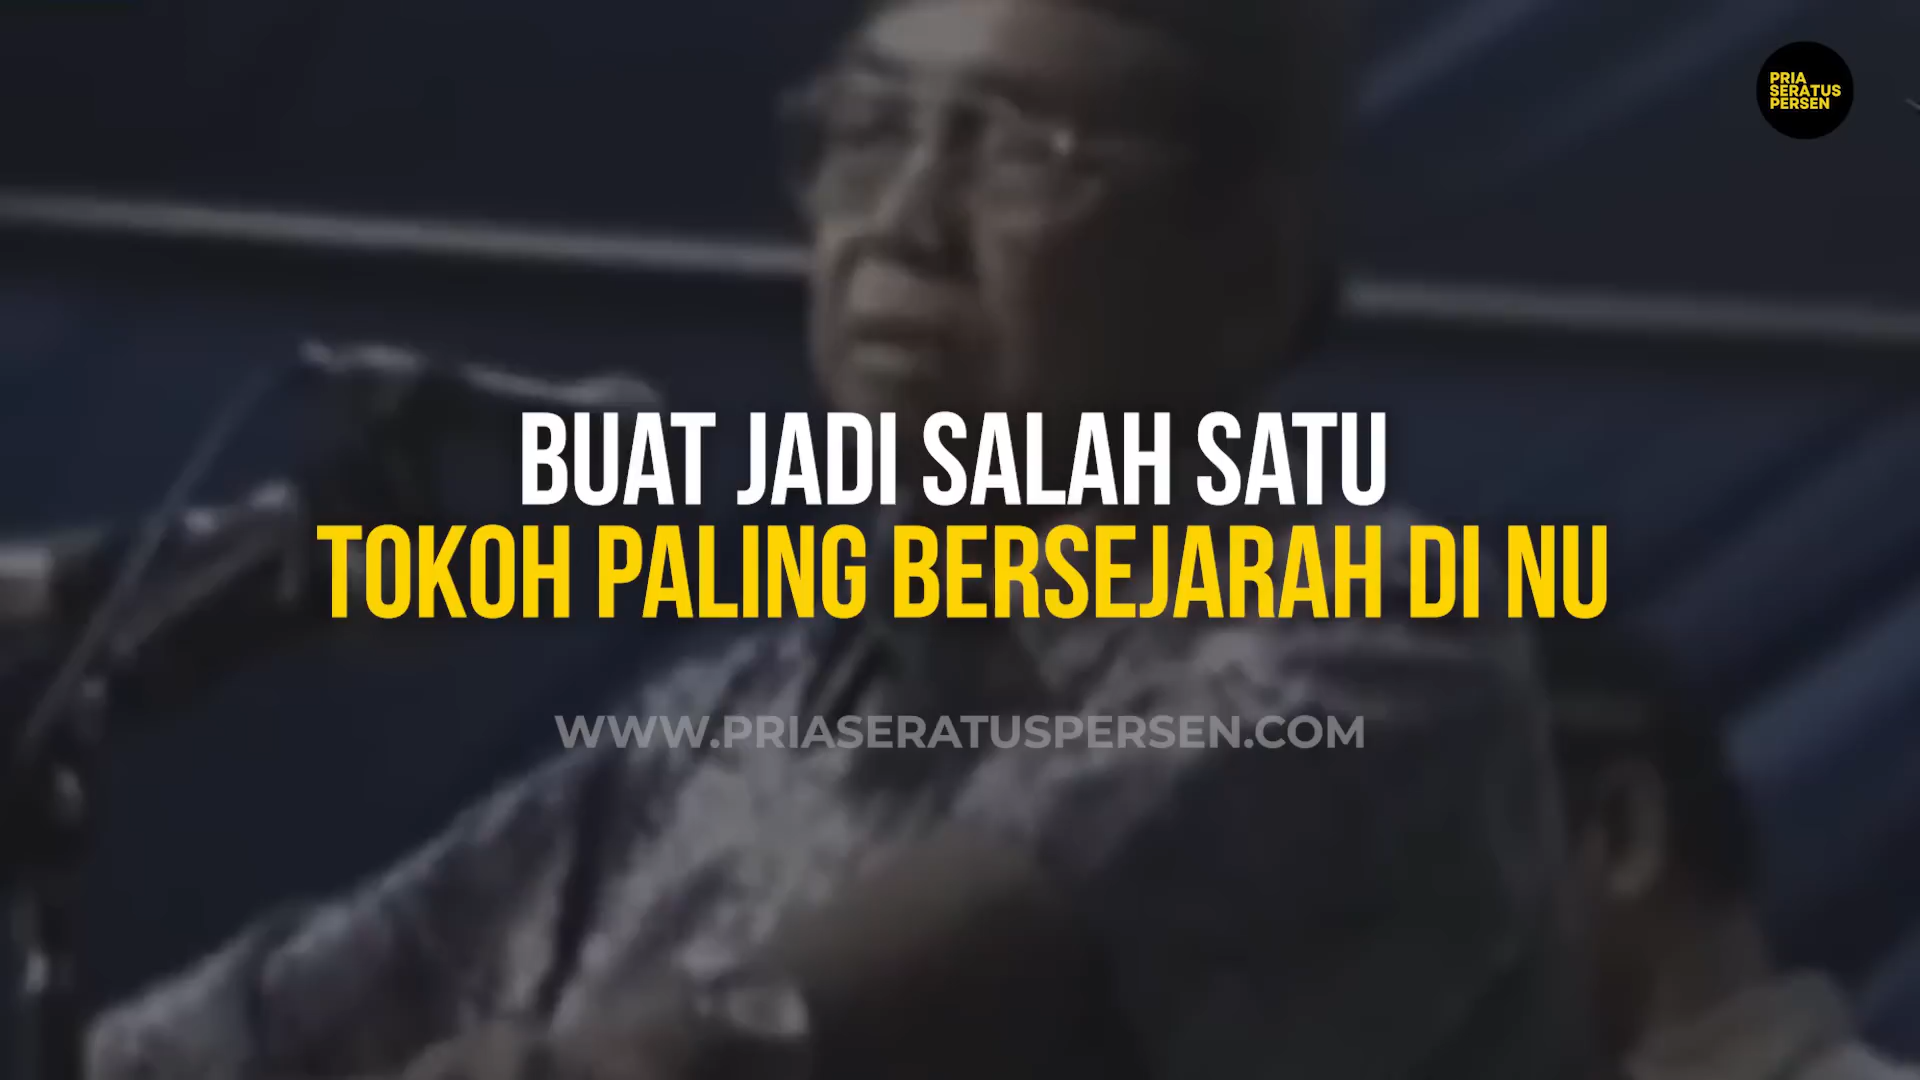 PRIA
SERATUS
PERSEN
BUAT JADI SALAH SATU
TOKOH PALING BERSEJARAH DI NU
WWW.PRIASERATUSPERSEN.COM